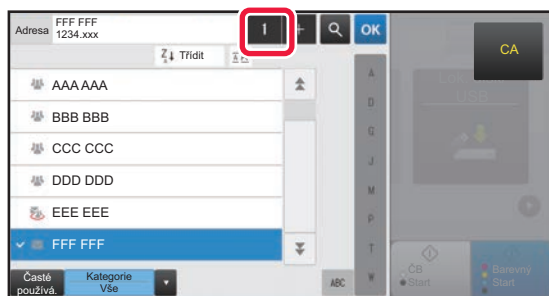 Adresa
FFF FFF
1234.xxx
1
+
OK
CA
Z
A
Třídit
AAA AAA
BBB BBB
CCC CCC
DDD DDD
EEE EEE
FFF FFF
A
D
G
J
M
P
T
W
USB
Časté
používá.
Kategorie
Vše
ABC
ČB
Start
Barevný
Start